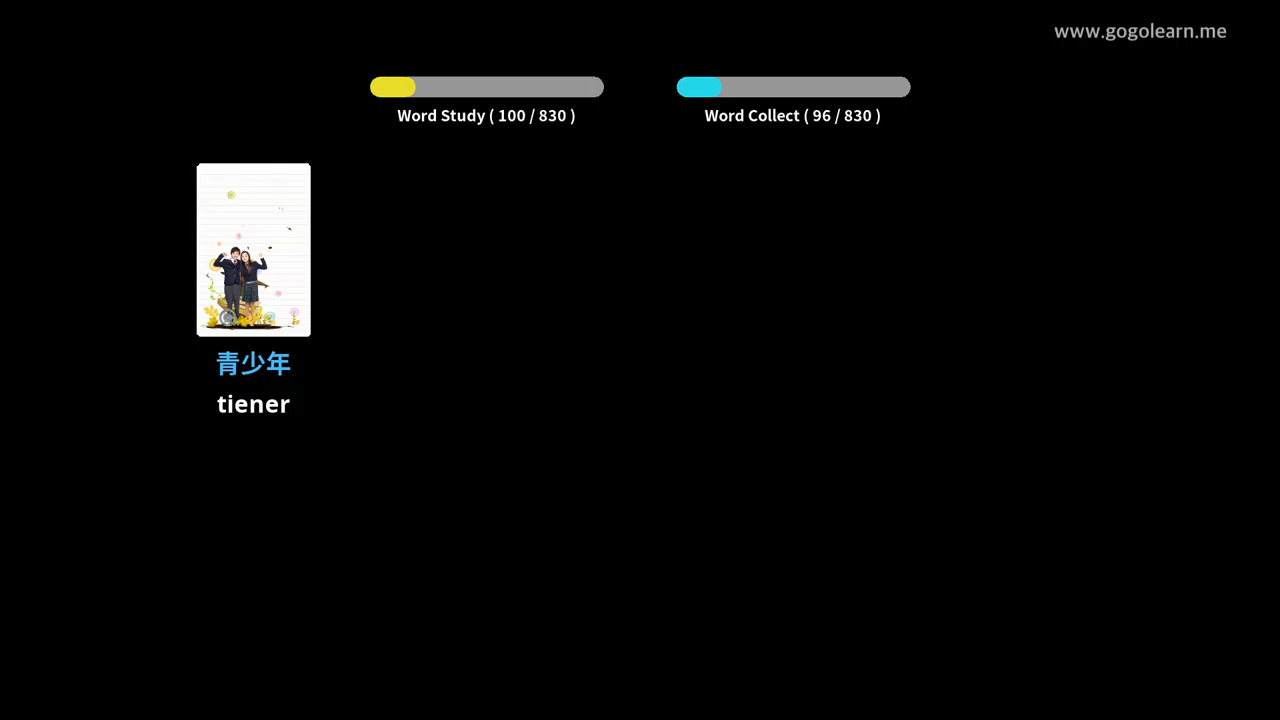 www.gogolearn.me
Word Study ( 100 / 830 )
Word Collect ( 96 / 830 )
青少年
tiener